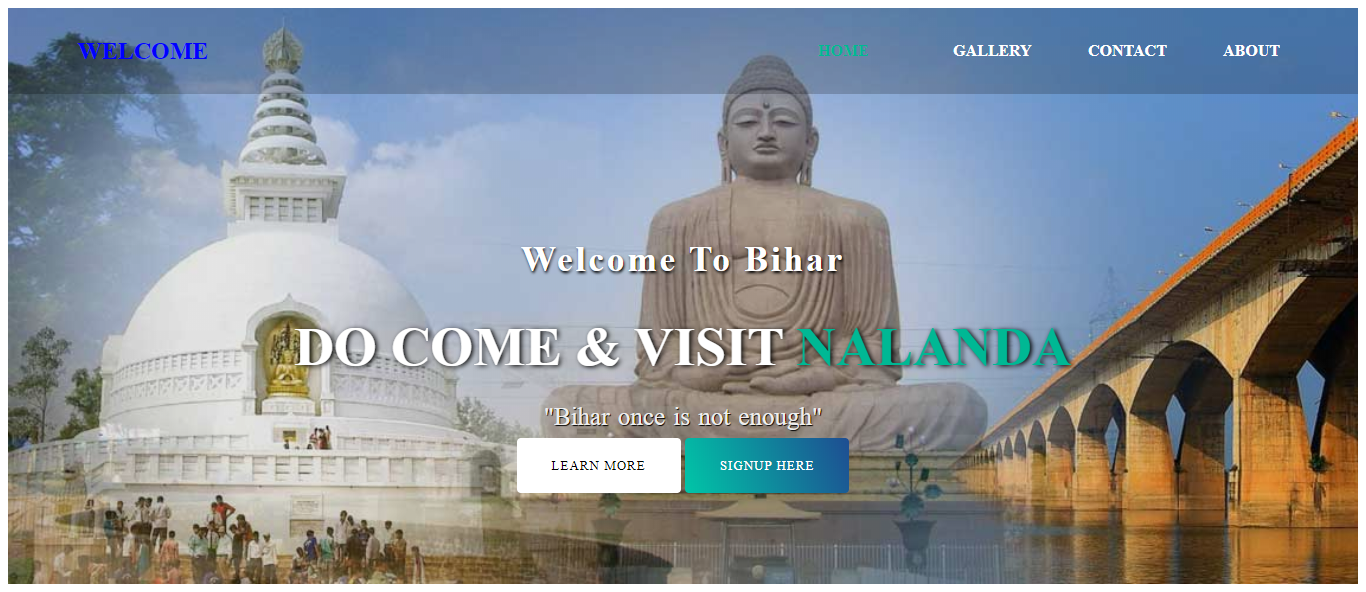 WELCOME HOME GALLERY CONTACT ABOUT
Welcome To Bihar
DO COME & VISIT NALANDA
"Bihar once is not enough"
LEARN MORE SIGNUP HERE